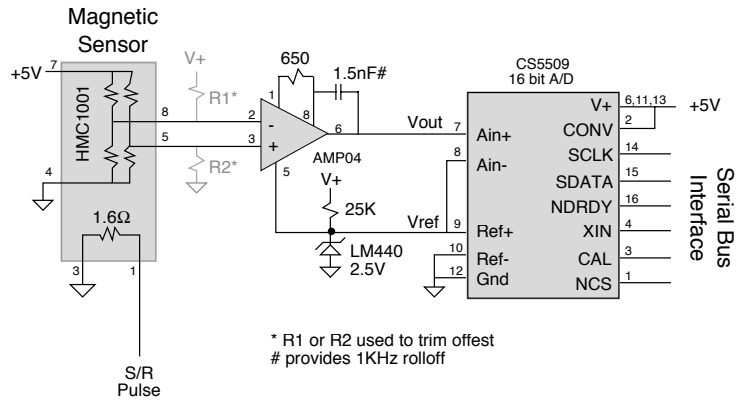 Magnetic
Sensor
7
+5V
HMC1001
8
5
4
1.6Ω
3
1
S/R
Pulse
V+
R1*
R2*
650
1.5nF#
1
8
2
-
3
+
6
5
AMP04
V+
25K
LM440
2.5V
Vout
Vref
CS5509
16 bit A/D
7
Ain+
8
Ain-
9
Ref+
10
Ref-
12
Gnd
V+
6,11,13
+5V
CONV
2
SCLK
14
SDATA
15
NDRDY
16
XIN
4
CAL
3
NCS
1
Serial Bus
Interface
* R1 or R2 used to trim offest
# provides 1KHz rolloff